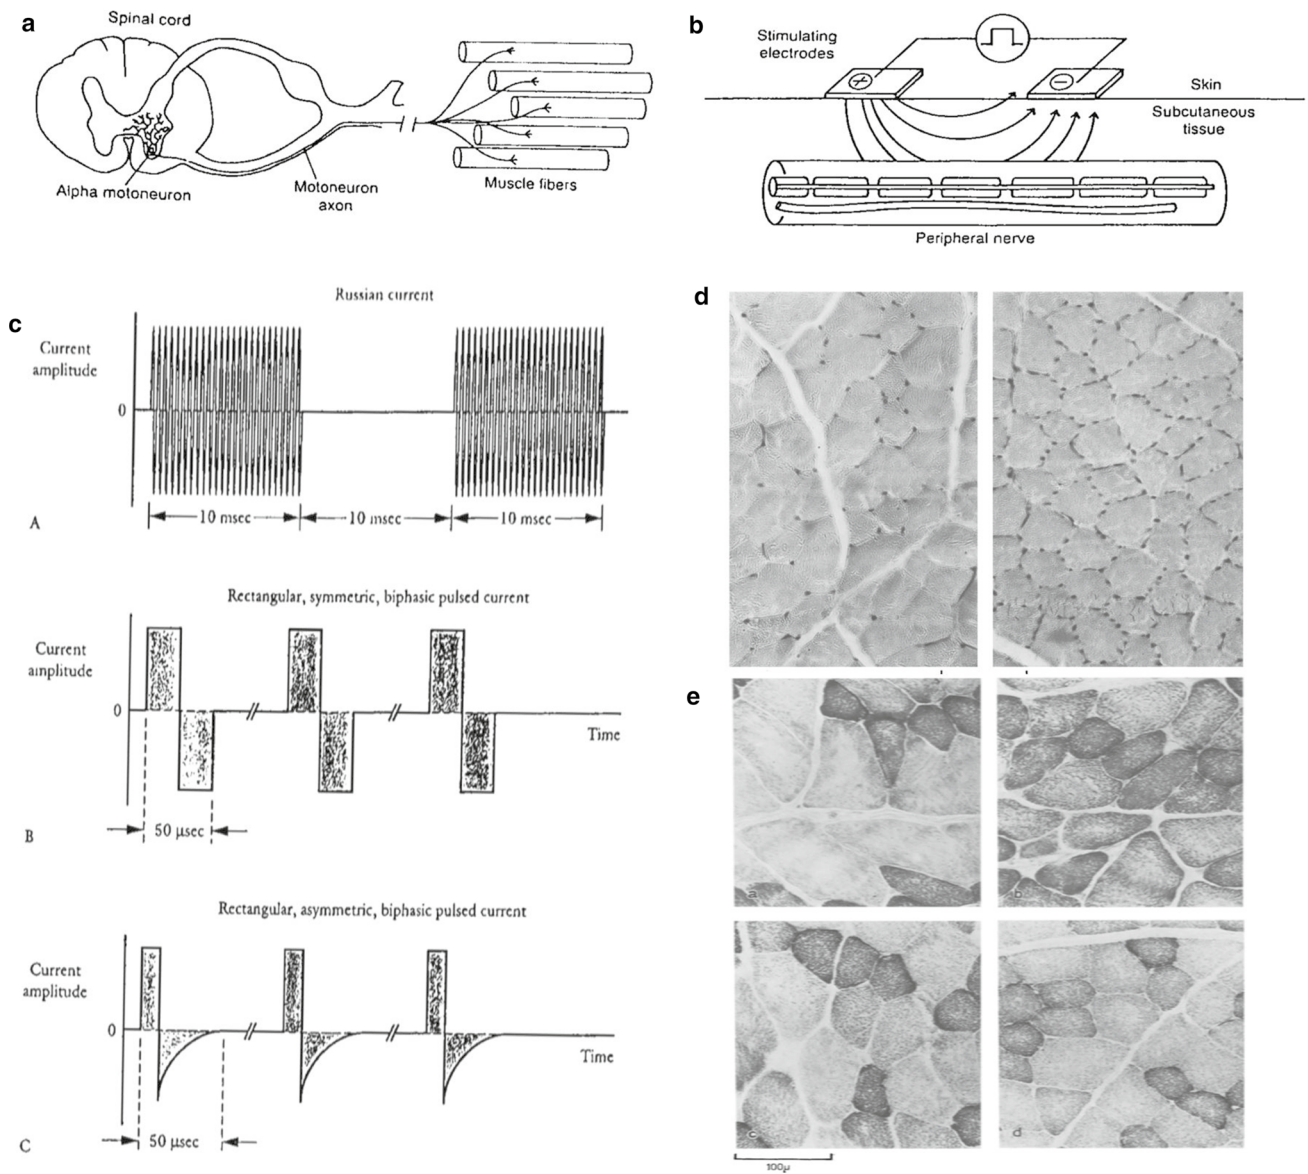 a
Spinal cord
Alpha motoneuron
Motoneuron
axon
Muscle fibers
b
Stimulating
electrodes
+
−
Skin
Subcutaneous
tissue
Peripheral nerve
c
Russian current
Current
amplitude
0
10 msec
10 msec
10 msec
A
Rectangular, symmetric, biphasic pulsed current
Current
amplitude
0
Time
50 µsec
B
Rectangular, asymmetric, biphasic pulsed current
Current
amplitude
0
Time
50 µsec
C
d
e
a
b
c
d
100µ